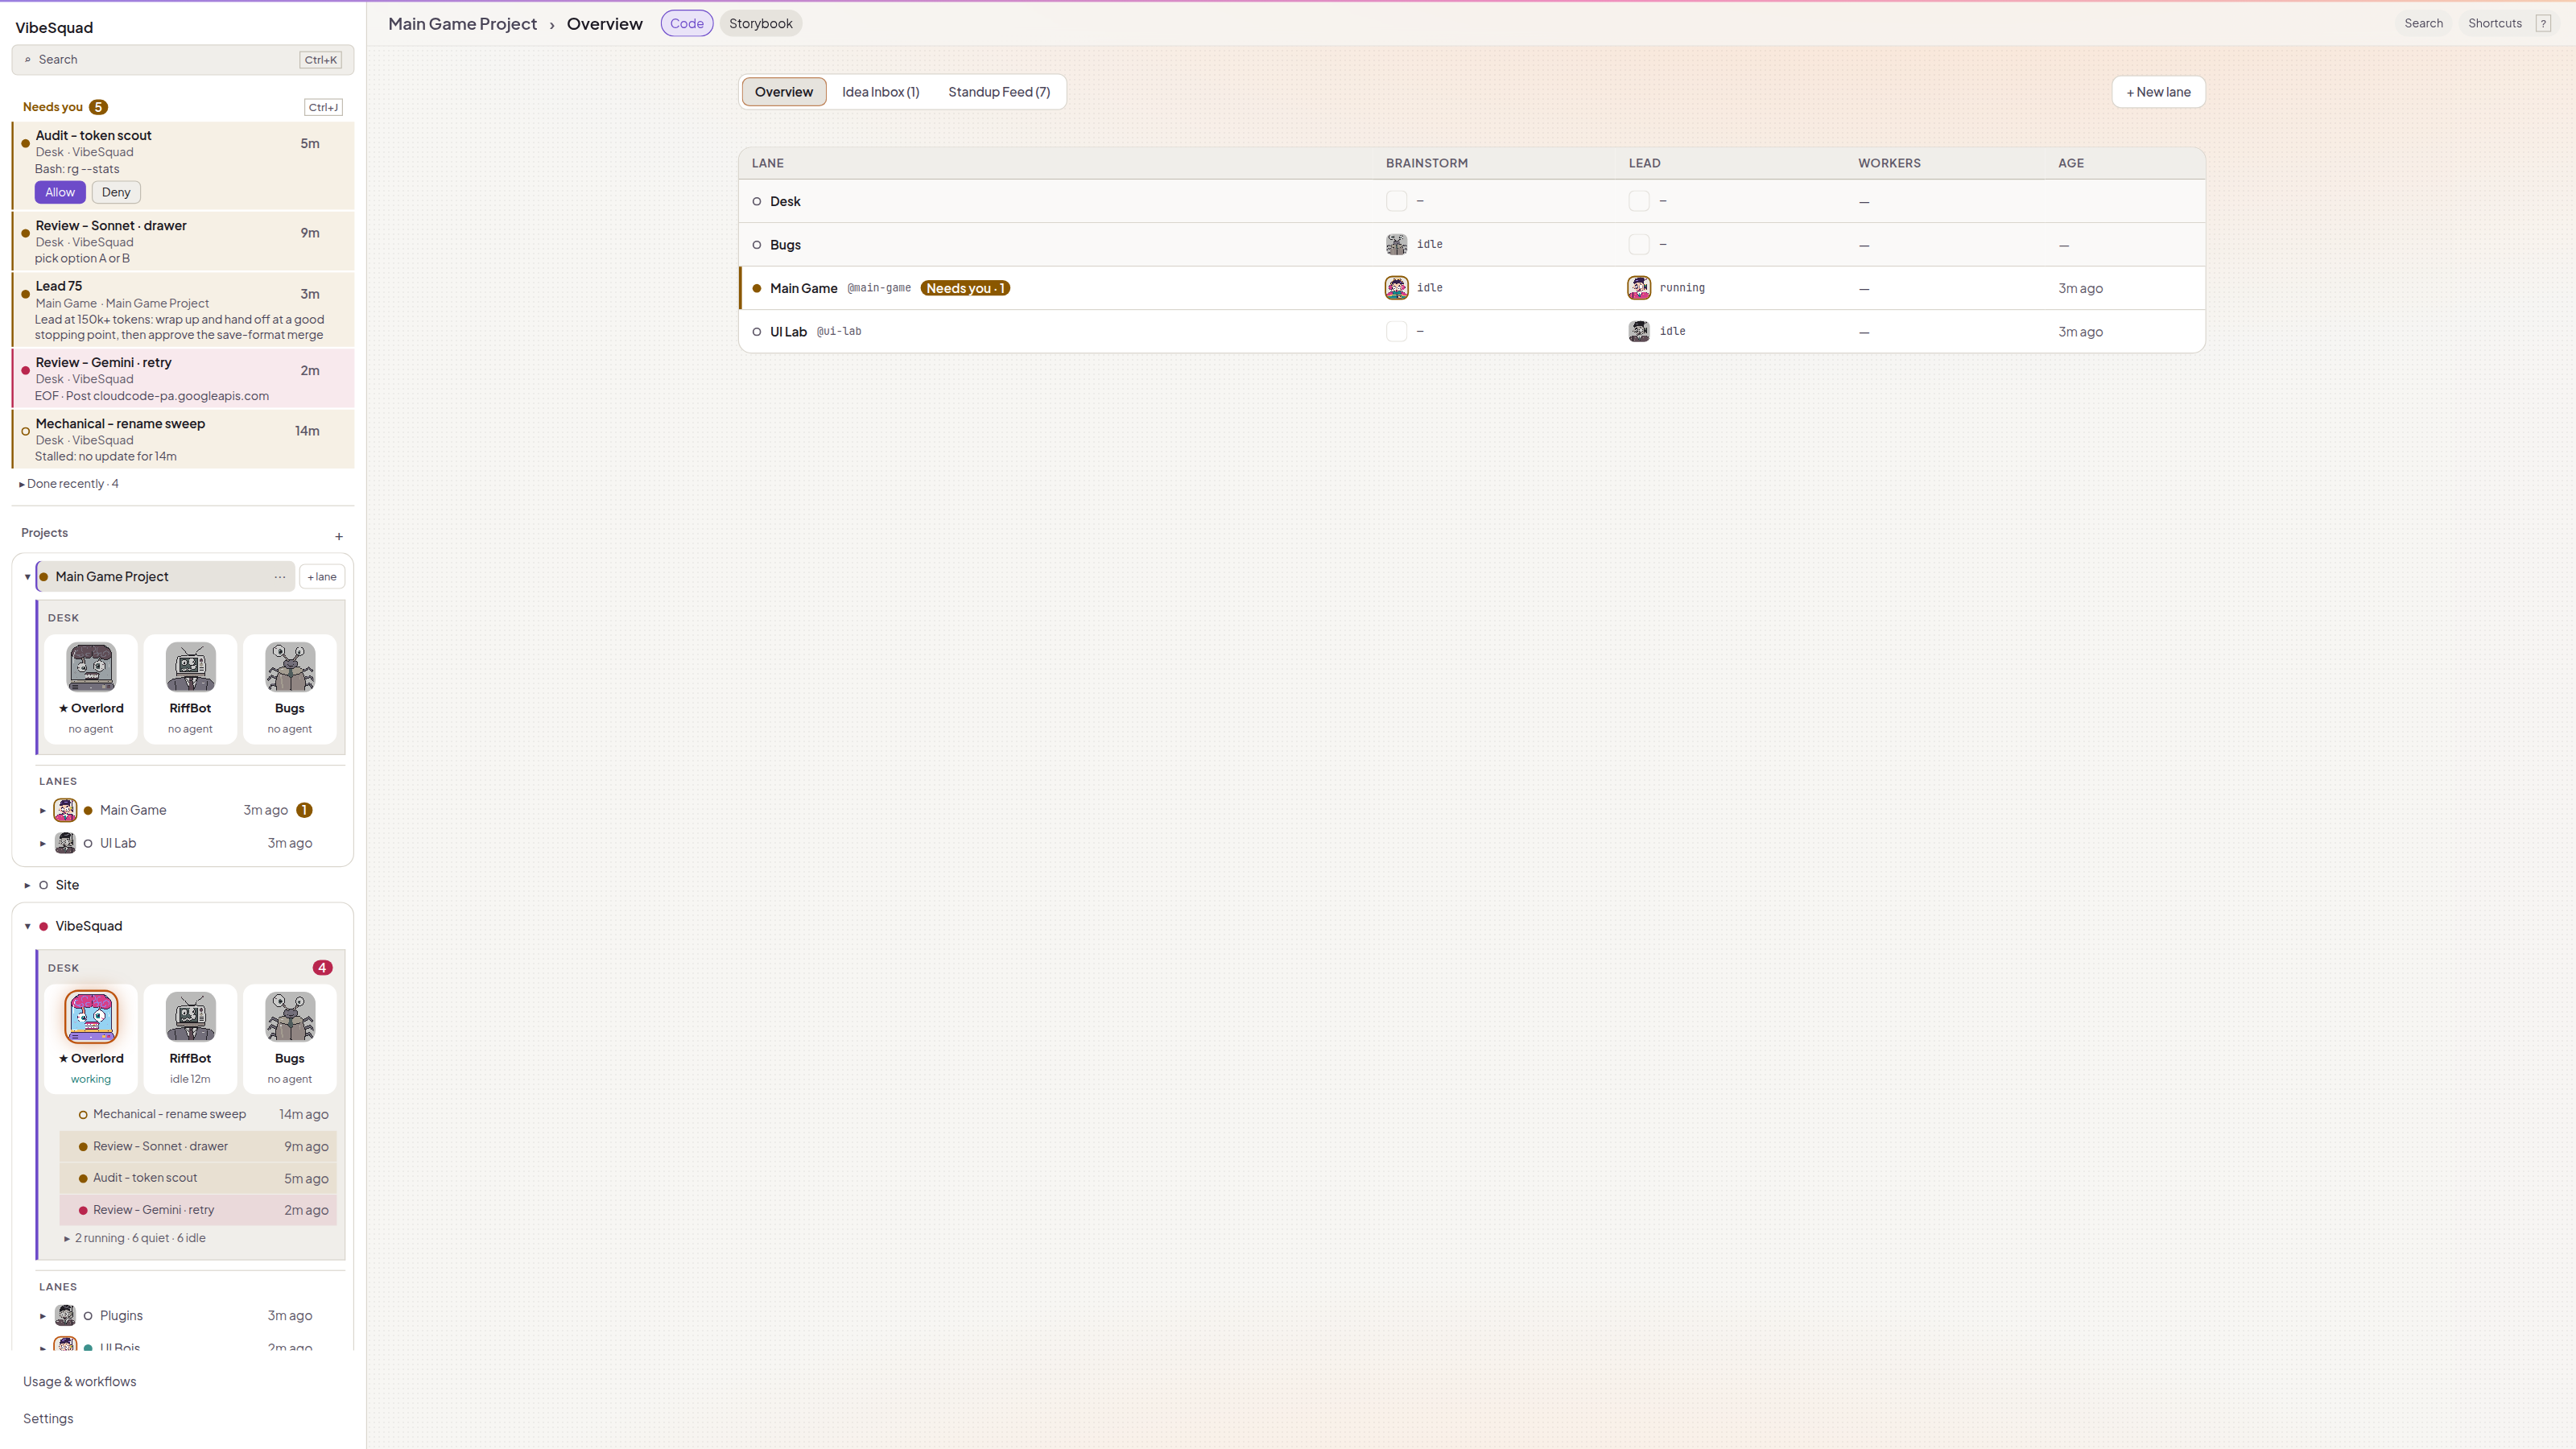 VibeSquad
Search Ctrl+K
Needs you 5 Ctrl+J
Audit - token scout 5m
Desk · VibeSquad
Bash: rg --stats
Allow Deny
Review - Sonnet · drawer 9m
Desk · VibeSquad
pick option A or B
Lead 75 3m
Main Game · Main Game Project
Lead at 150k+ tokens: wrap up and hand off at a good
stopping point, then approve the save-format merge
Review - Gemini · retry 2m
Desk · VibeSquad
EOF · Post cloudcode-pa.googleapis.com
Mechanical - rename sweep 14m
Desk · VibeSquad
Stalled: no update for 14m
▸ Done recently · 4
Projects +
▾ Main Game Project ··· + lane
DESK
★ Overlord RiffBot Bugs
no agent no agent no agent
LANES
▸ Main Game 3m ago 1
▸ UI Lab 3m ago
▸ Site
▾ VibeSquad
DESK 4
★ Overlord RiffBot Bugs
working idle 12m no agent
Mechanical - rename sweep 14m ago
Review - Sonnet · drawer 9m ago
Audit - token scout 5m ago
Review - Gemini · retry 2m ago
▸ 2 running · 6 quiet · 6 idle
LANES
▸ Plugins 3m ago
▸ UI Bois 2m ago
Usage & workflows
Settings
Main Game Project › Overview Code Storybook Search Shortcuts ?
Overview Idea Inbox (1) Standup Feed (7) + New lane
LANE BRAINSTORM LEAD WORKERS AGE
Desk – – —
Bugs idle – — —
Main Game @main-game Needs you · 1 idle running — 3m ago
UI Lab @ui-lab – idle — 3m ago